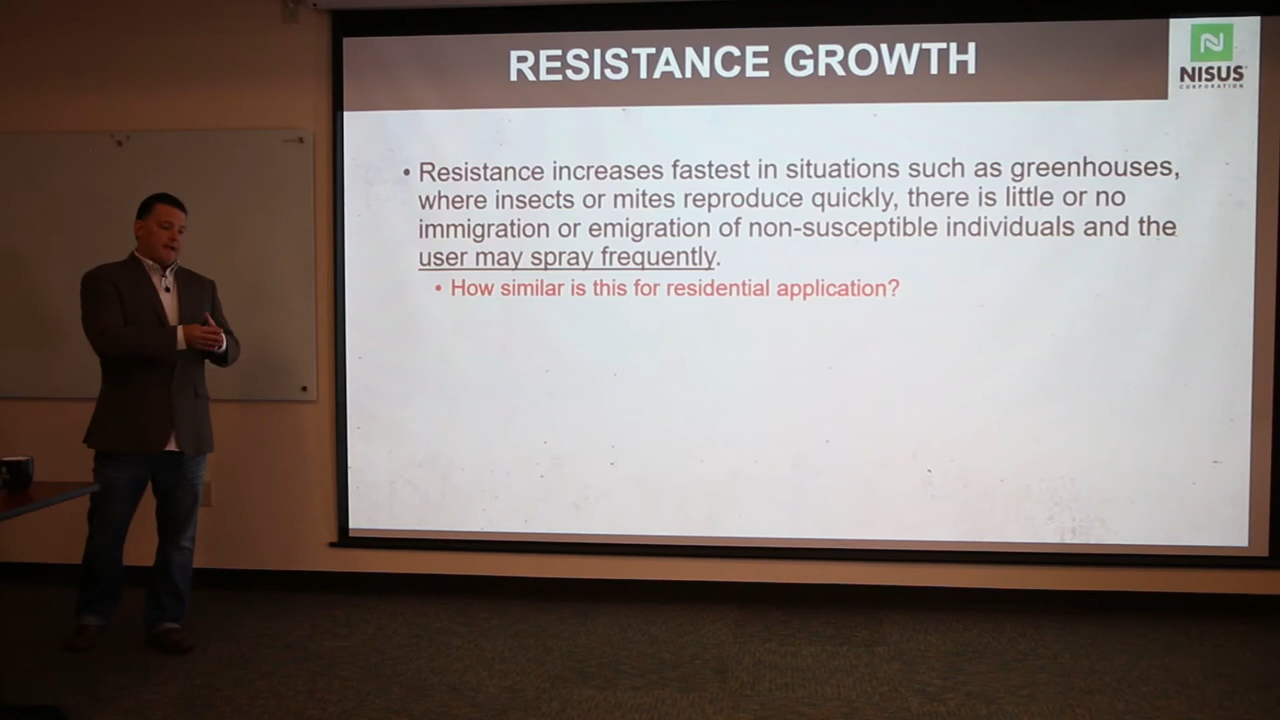 RESISTANCE GROWTH
NISUS
CORPORATION
• Resistance increases fastest in situations such as greenhouses,
where insects or mites reproduce quickly, there is little or no
immigration or emigration of non-susceptible individuals and the
user may spray frequently.
• How similar is this for residential application?